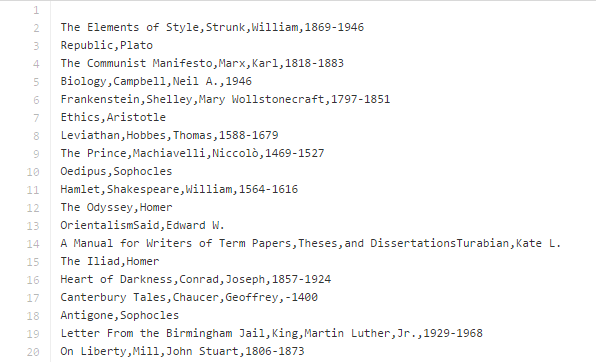 1
2 The Elements of Style,Strunk,William,1869-1946
3 Republic,Plato
4 The Communist Manifesto,Marx,Karl,1818-1883
5 Biology,Campbell,Neil A.,1946
6 Frankenstein,Shelley,Mary Wollstonecraft,1797-1851
7 Ethics,Aristotle
8 Leviathan,Hobbes,Thomas,1588-1679
9 The Prince,Machiavelli,Niccolò,1469-1527
10 Oedipus,Sophocles
11 Hamlet,Shakespeare,William,1564-1616
12 The Odyssey,Homer
13 OrientalismSaid,Edward W.
14 A Manual for Writers of Term Papers,Theses,and DissertationsTurabian,Kate L.
15 The Iliad,Homer
16 Heart of Darkness,Conrad,Joseph,1857-1924
17 Canterbury Tales,Chaucer,Geoffrey,-1400
18 Antigone,Sophocles
19 Letter From the Birmingham Jail,King,Martin Luther,Jr.,1929-1968
20 On Liberty,Mill,John Stuart,1806-1873